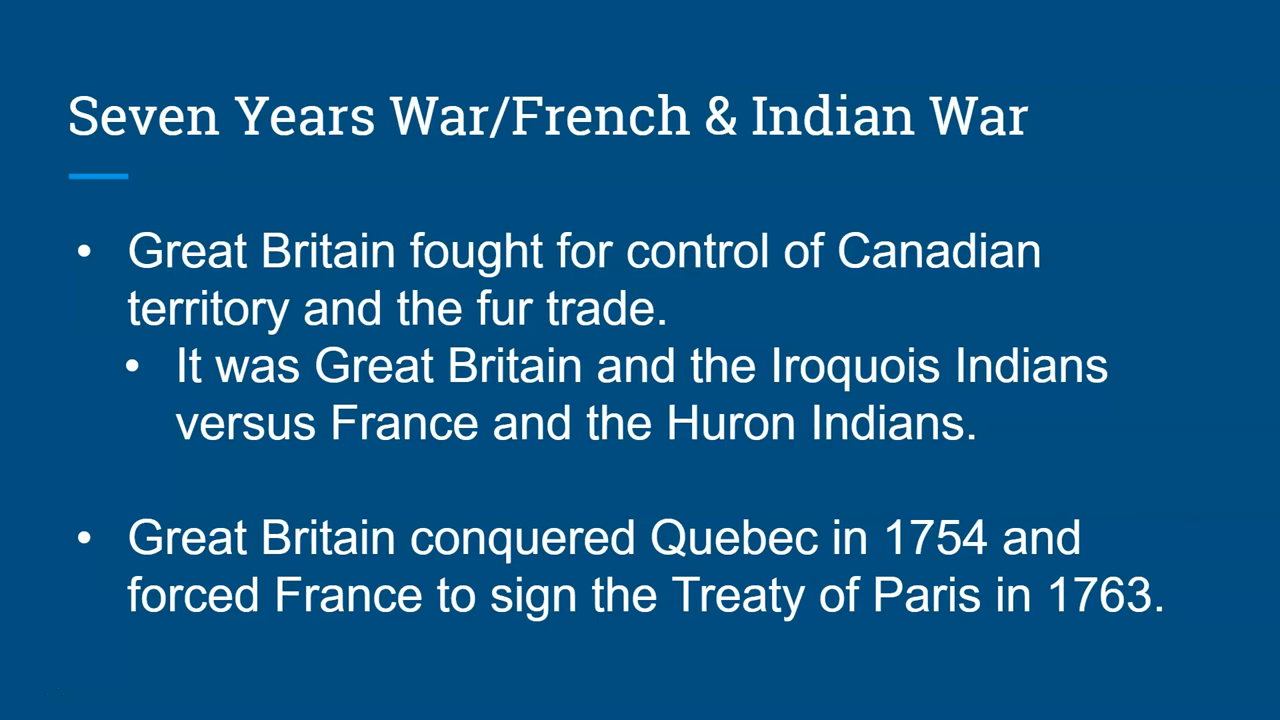 Seven Years War/French & Indian War
• Great Britain fought for control of Canadian
territory and the fur trade.
• It was Great Britain and the Iroquois Indians
versus France and the Huron Indians.
• Great Britain conquered Quebec in 1754 and
forced France to sign the Treaty of Paris in 1763.